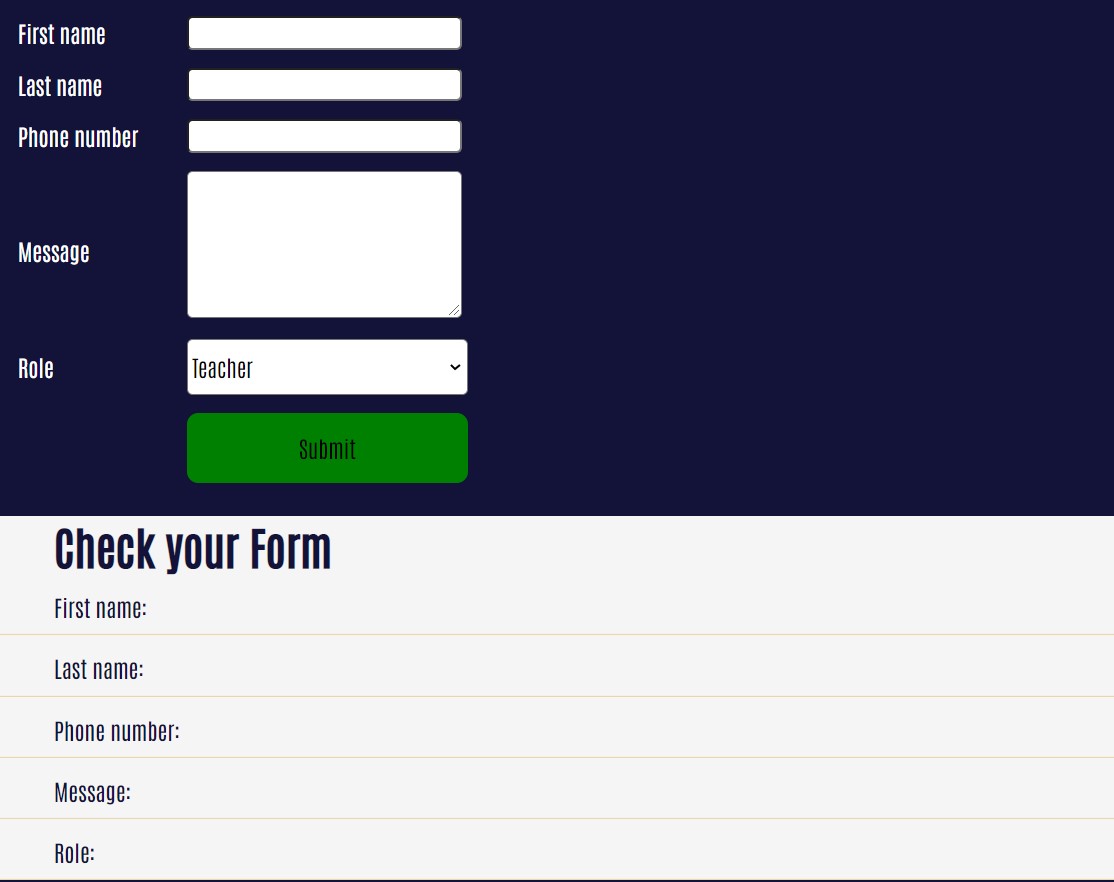 First name
Last name
Phone number
Message
Role
Teacher
Submit
Check your Form
First name:
Last name:
Phone number:
Message:
Role: